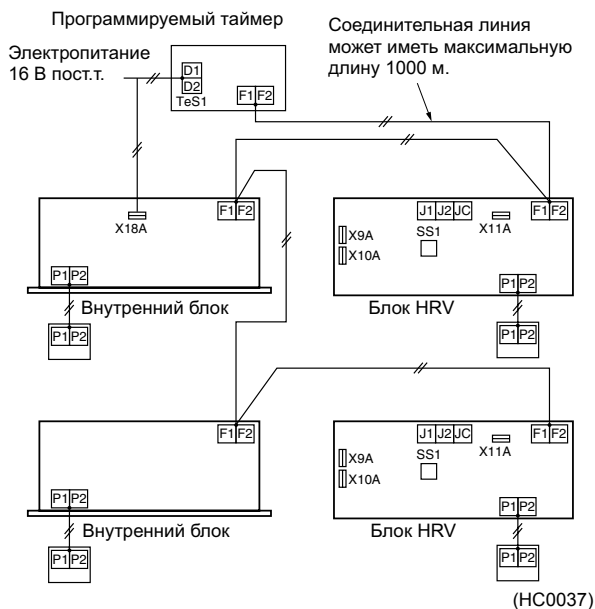 Программируемый таймер
Соединительная линия
может иметь максимальную
длину 1000 м.
Электропитание
16 В пост.т.
D1
D2
TeS1
F1 F2
X18A
F1 F2
P1 P2
Внутренний блок
P1 P2
J1 J2 JC
X11A
F1 F2
X9A
X10A
SS1
P1 P2
Блок HRV
P1 P2
F1 F2
P1 P2
Внутренний блок
P1 P2
J1 J2 JC
X11A
F1 F2
X9A
X10A
SS1
P1 P2
Блок HRV
P1 P2
(HC0037)